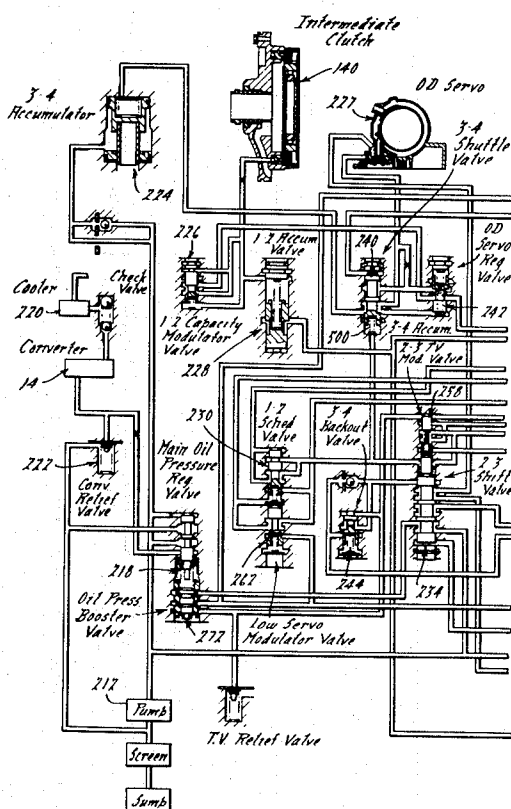 Intermediate
Clutch
140
3-4
Accumulator
224
OD Servo
227
3-4
Shuttle
Valve
226
1-2 Accum. Valve
240
OD
Servo
Reg. Valve
Cooler
220
Check
Valve
1-2 Capacity
Modulator
Valve
228
500
3-4 Accum.
242
Converter
14
2-3 TV
Mod. Valve
258
230
1-2
Sched
Valve
3-4
Backout
Valve
222
Conv.
Relief
Valve
Main Oil
Pressure
Reg.
Valve
2-3
Shift
Valve
218
262
244
234
Oil Press.
Booster
Valve
272
Low Servo
Modulator Valve
212
Pump
T.V. Relief Valve
Screen
Sump